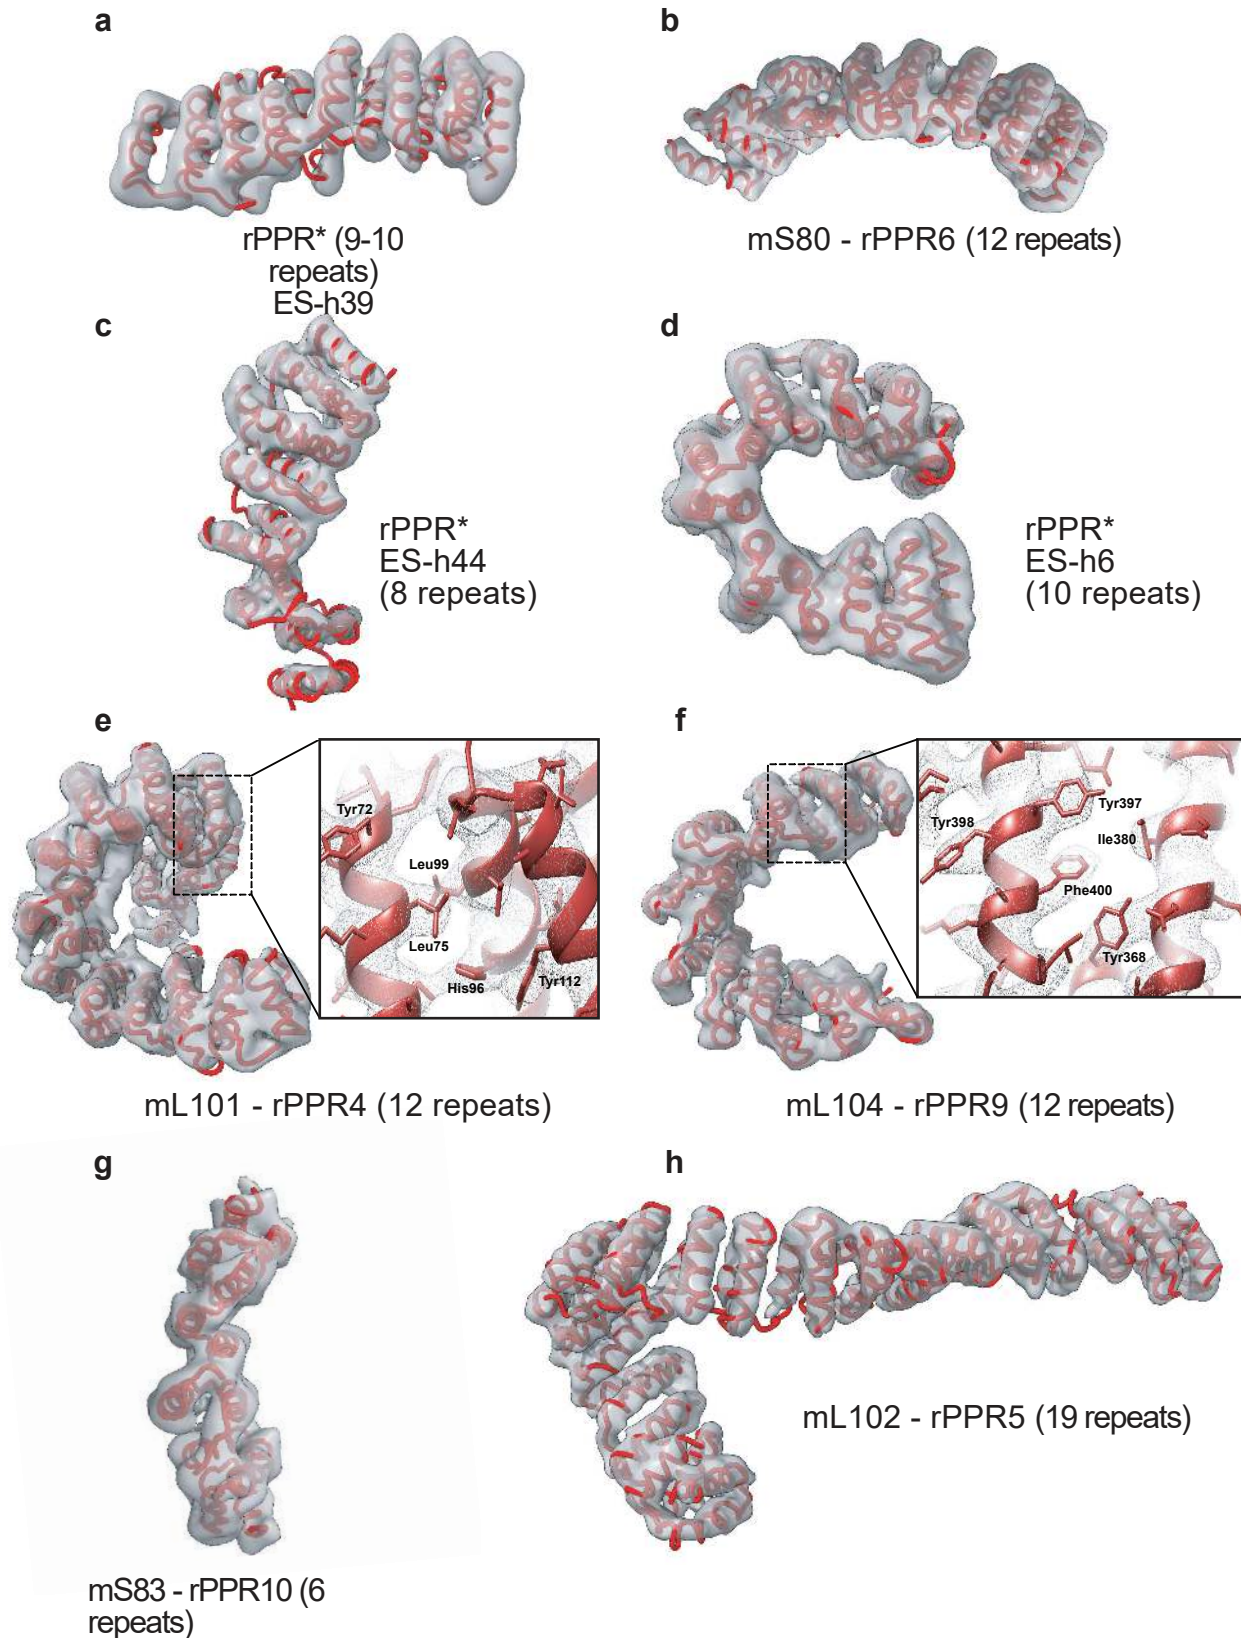 a
b
rPPR* (9-10
repeats)
ES-h39
mS80 - rPPR6 (12 repeats)
c
d
rPPR*
ES-h44
(8 repeats)
rPPR*
ES-h6
(10 repeats)
e
f
Tyr72
Leu99
Leu75
His96
Tyr112
Tyr397
Tyr398
Ile380
Phe400
Tyr368
mL101 - rPPR4 (12 repeats)
mL104 - rPPR9 (12 repeats)
g
h
mL102 - rPPR5 (19 repeats)
mS83 - rPPR10 (6
repeats)